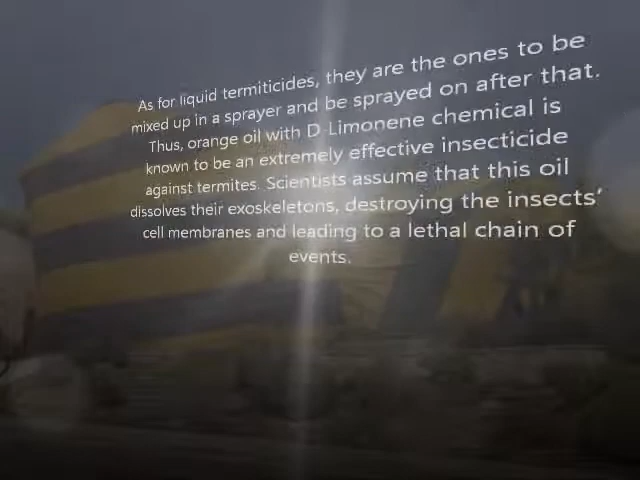 As for liquid termiticides, they are the ones to be
mixed up in a sprayer and be sprayed on after that.
Thus, orange oil with D-Limonene chemical is
known to be an extremely effective insecticide
against termites. Scientists assume that this oil
dissolves their exoskeletons, destroying the insects’
cell membranes and leading to a lethal chain of
events.